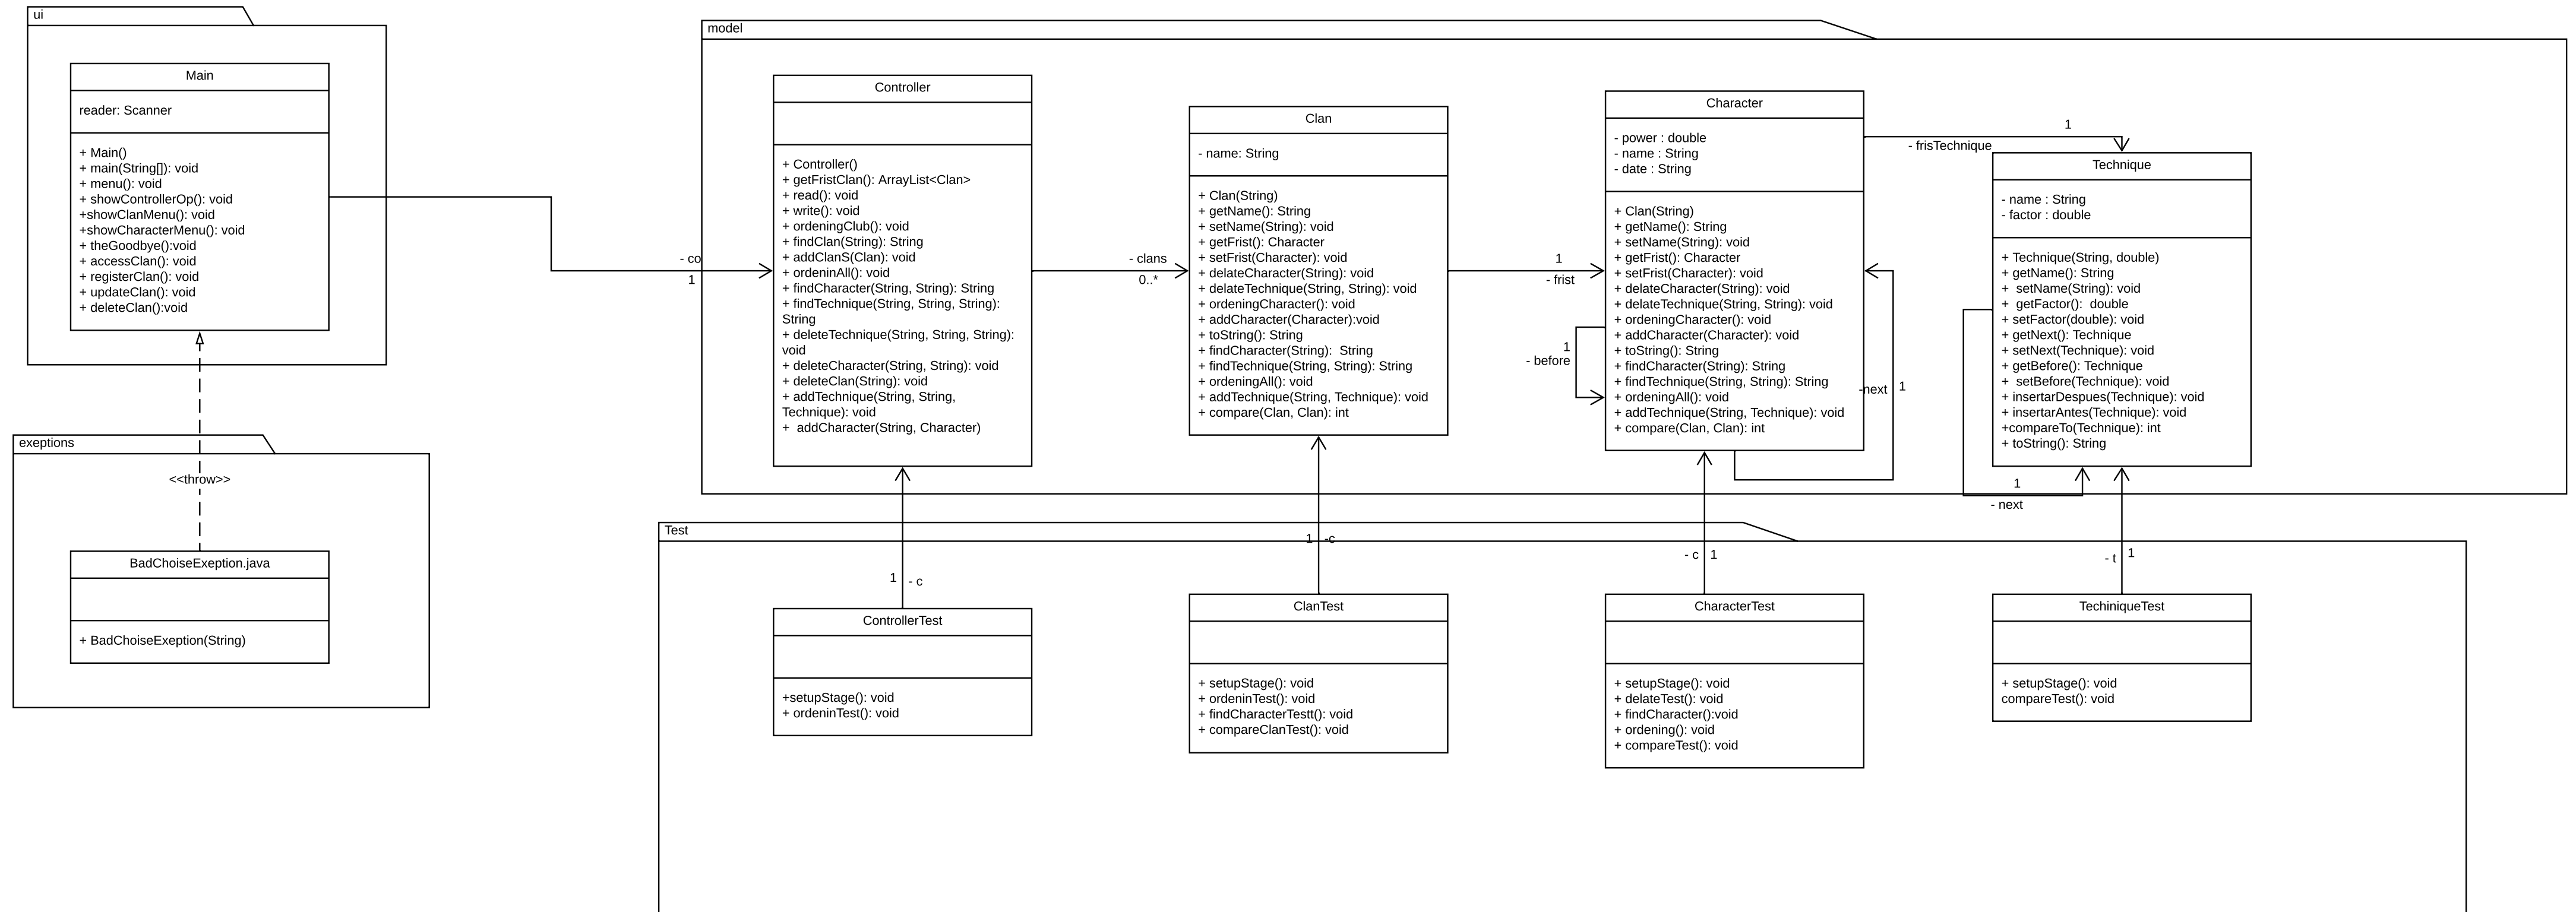 ui
Main
reader: Scanner
+ Main()
+ main(String[]): void
+ menu(): void
+ showControllerOp(): void
+showClanMenu(): void
+showCharacterMenu(): void
+ theGoodbye():void
+ accessClan(): void
+ registerClan(): void
+ updateClan(): void
+ deleteClan():void
exeptions
<<throw>>
BadChoiseExeption.java
+ BadChoiseExeption(String)
model
- co
1
Controller
+ Controller()
+ getFristClan(): ArrayList<Clan>
+ read(): void
+ write(): void
+ ordeningClub(): void
+ findClan(String): String
+ addClanS(Clan): void
+ ordeninAll(): void
+ findCharacter(String, String): String
+ findTechnique(String, String, String):
String
+ deleteTechnique(String, String, String):
void
+ deleteCharacter(String, String): void
+ deleteClan(String): void
+ addTechnique(String, String,
Technique): void
+  addCharacter(String, Character)
- clans
0..*
Clan
- name: String
+ Clan(String)
+ getName(): String
+ setName(String): void
+ getFrist(): Character
+ setFrist(Character): void
+ delateCharacter(String): void
+ delateTechnique(String, String): void
+ ordeningCharacter(): void
+ addCharacter(Character):void
+ toString(): String
+ findCharacter(String):  String
+ findTechnique(String, String): String
+ ordeningAll(): void
+ addTechnique(String, Technique): void
+ compare(Clan, Clan): int
1
- frist
1
- before
Character
- power : double
- name : String
- date : String
+ Clan(String)
+ getName(): String
+ setName(String): void
+ getFrist(): Character
+ setFrist(Character): void
+ delateCharacter(String): void
+ delateTechnique(String, String): void
+ ordeningCharacter(): void
+ addCharacter(Character): void
+ toString(): String
+ findCharacter(String): String
+ findTechnique(String, String): String
+ ordeningAll(): void
+ addTechnique(String, Technique): void
+ compare(Clan, Clan): int
-next
1
1
- frisTechnique
Technique
- name : String
- factor : double
+ Technique(String, double)
+ getName(): String
+  setName(String): void
+  getFactor():  double
+ setFactor(double): void
+ getNext(): Technique
+ setNext(Technique): void
+ getBefore(): Technique
+  setBefore(Technique): void
+ insertarDespues(Technique): void
+ insertarAntes(Technique): void
+compareTo(Technique): int
+ toString(): String
1
- next
Test
1
- c
ControllerTest
+setupStage(): void
+ ordeninTest(): void
1
-c
ClanTest
+ setupStage(): void
+ ordeninTest(): void
+ findCharacterTestt(): void
+ compareClanTest(): void
- c
1
CharacterTest
+ setupStage(): void
+ delateTest(): void
+ findCharacter():void
+ ordening(): void
+ compareTest(): void
- t
1
TechiniqueTest
+ setupStage(): void
compareTest(): void